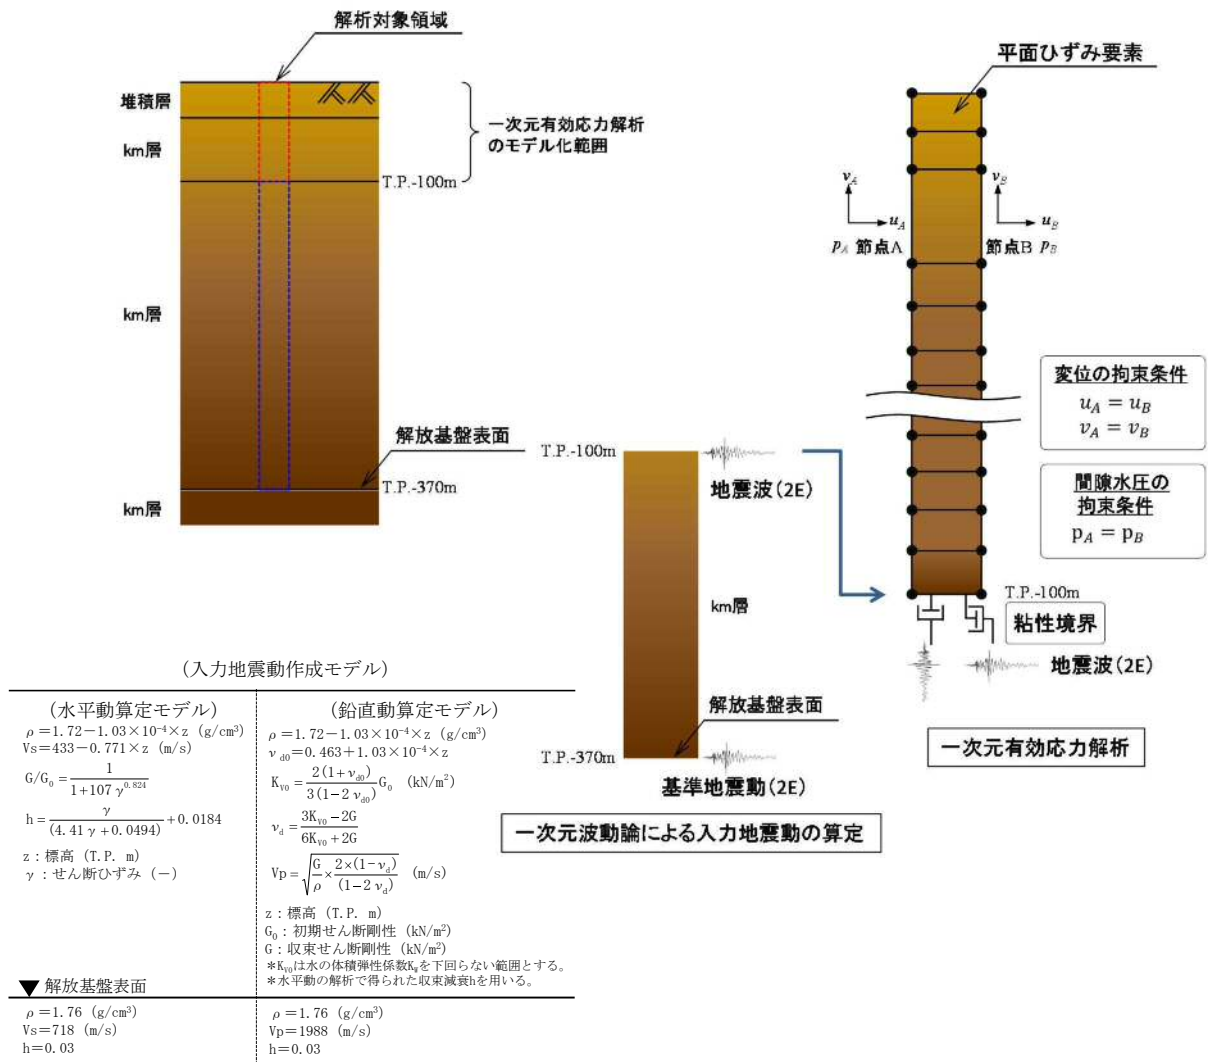 解析対象領域
堆積層
km層
一次元有効応力解析
のモデル化範囲
T.P.-100m
km層
解放基盤表面
T.P.-370m
km層
平面ひずみ要素
v_A
u_A
p_A 節点A
v_B
u_B
節点B p_B
変位の拘束条件
u_A = u_B
v_A = v_B
間隙水圧の
拘束条件
p_A = p_B
T.P.-100m
粘性境界
地震波(2E)
一次元有効応力解析
T.P.-100m
地震波(2E)
km層
解放基盤表面
T.P.-370m
基準地震動(2E)
一次元波動論による入力地震動の算定
(入力地震動作成モデル)
(水平動算定モデル)
ρ=1.72-1.03×10⁻⁴×z (g/cm³)
Vs=433-0.771×z (m/s)
G/G₀ = 1/(1+107 γ^0.824)
h = γ/(4.41 γ+0.0494) +0.0184
z:標高 (T.P. m)
γ:せん断ひずみ (-)
(鉛直動算定モデル)
ρ=1.72-1.03×10⁻⁴×z (g/cm³)
ν_d0=0.463+1.03×10⁻⁴×z
K_V0 = 2(1+ν_d0)/3(1-2ν_d0) G₀ (kN/m²)
ν_d = (3K_V0-2G)/(6K_V0+2G)
Vp=√(G/ρ × 2×(1-ν_d)/(1-2ν_d)) (m/s)
z:標高 (T.P. m)
G₀:初期せん断剛性 (kN/m²)
G:収束せん断剛性 (kN/m²)
*K_V0は水の体積弾性係数K_Wを下回らない範囲とする。
*水平動の解析で得られた収束減衰hを用いる。
▼解放基盤表面
ρ=1.76 (g/cm³)
Vs=718 (m/s)
h=0.03
ρ=1.76 (g/cm³)
Vp=1988 (m/s)
h=0.03